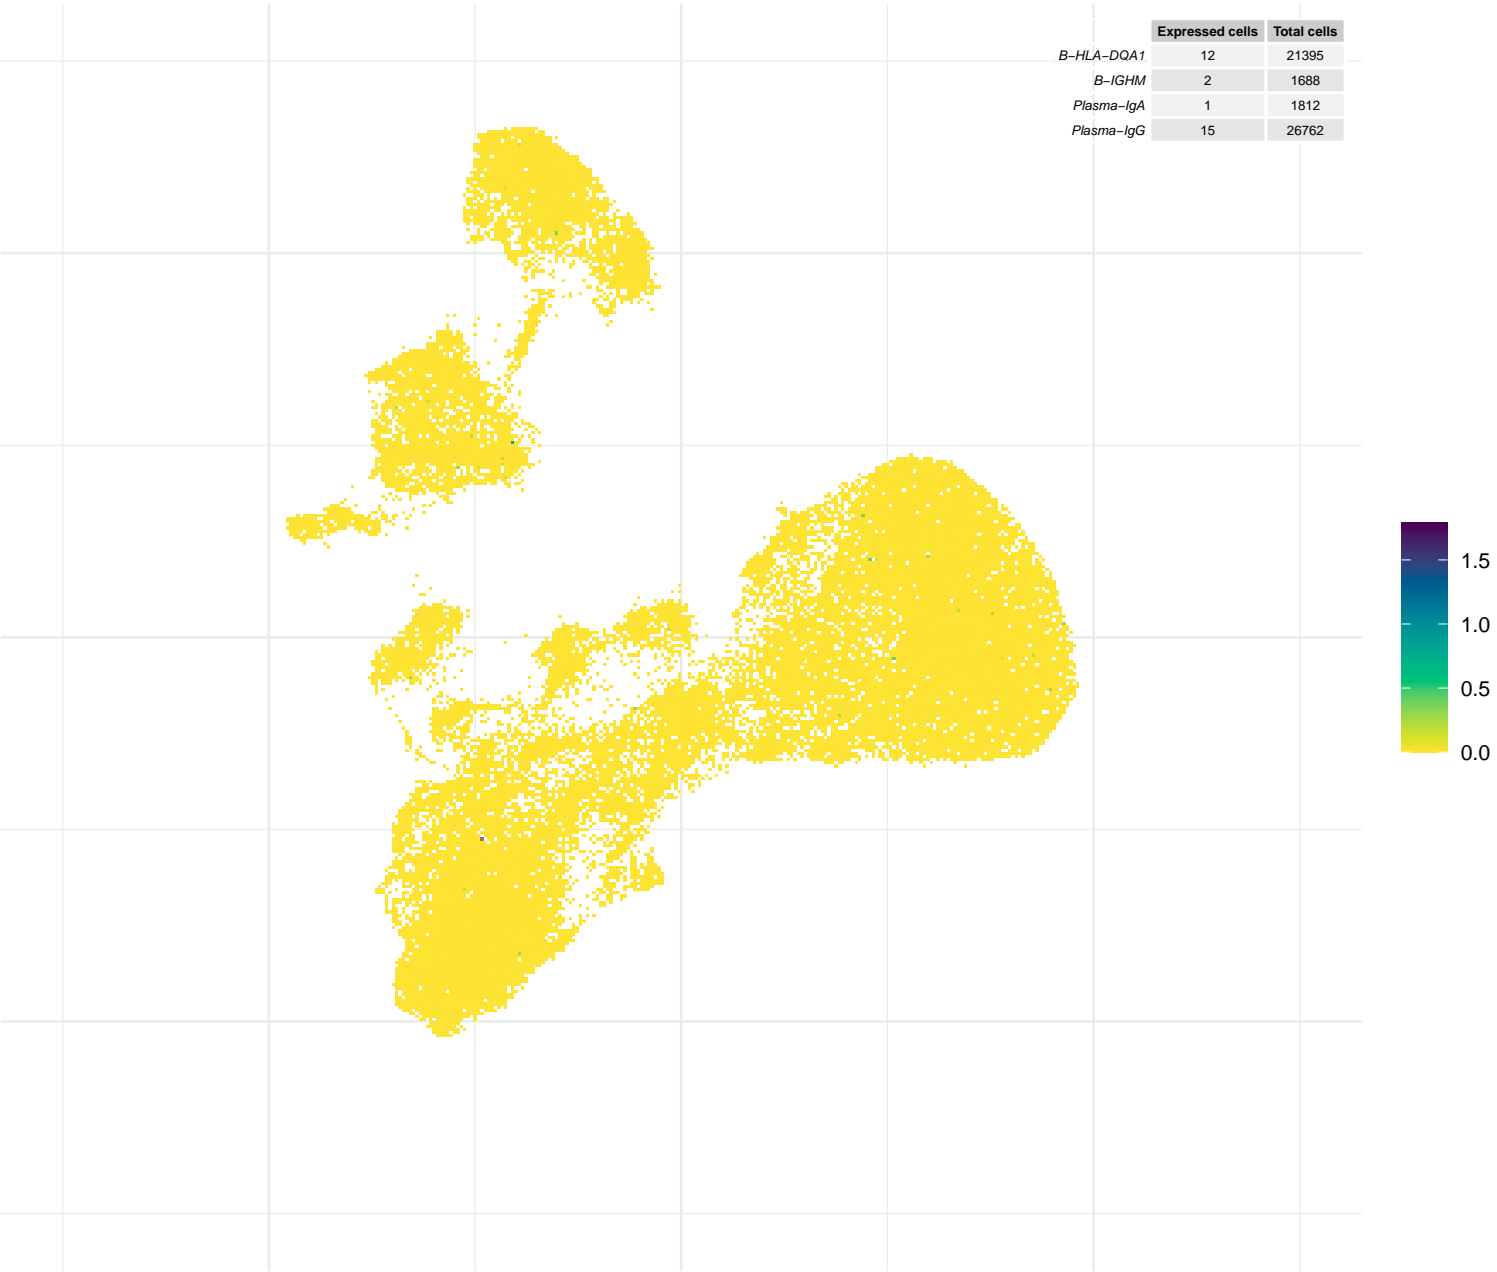 Expressed cells Total cells
B−HLA−DQA1 12 21395
B−IGHM 2 1688
Plasma−IgA 1 1812
Plasma−IgG 15 26762
1.5
1.0
0.5
0.0